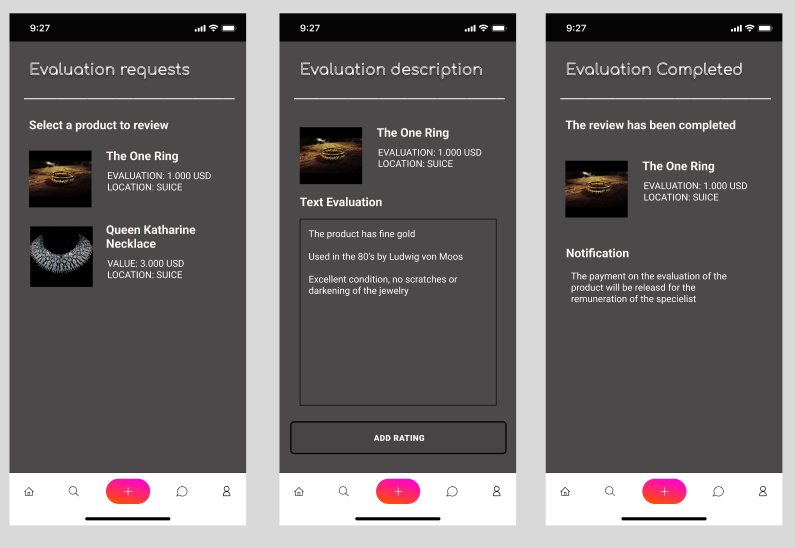 9:27
Evaluation requests
Select a product to review
The One Ring
EVALUATION: 1.000 USD
LOCATION: SUICE
Queen Katharine
Necklace
VALUE: 3.000 USD
LOCATION: SUICE
9:27
Evaluation description
The One Ring
EVALUATION: 1.000 USD
LOCATION: SUICE
Text Evaluation
The product has fine gold
Used in the 80's by Ludwig von Moos
Excellent condition, no scratches or
darkening of the jewelry
ADD RATING
9:27
Evaluation Completed
The review has been completed
The One Ring
EVALUATION: 1.000 USD
LOCATION: SUICE
Notification
The payment on the evaluation of the
product will be releasd for the
remuneration of the specielist